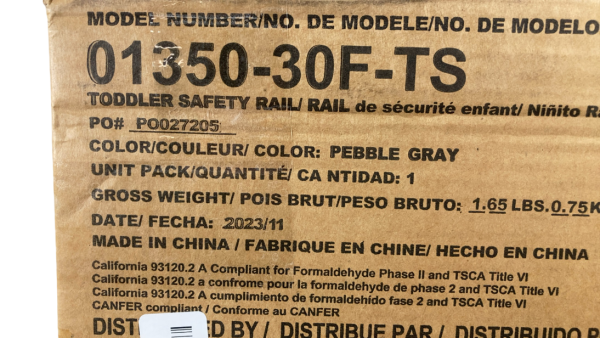 MODEL NUMBER/NO. DE MODELE/NO. DE MODELO
01350-30F-TS
TODDLER SAFETY RAIL/ RAIL de sécurité enfant/ Niñito
PO# PO027205
COLOR/COULEUR/ COLOR: PEBBLE GRAY
UNIT PACK/QUANTITÉ/ CA NTIDAD: 1
GROSS WEIGHT/ POIS BRUT/PESO BRUTO: 1.65 LBS. 0.75
DATE/ FECHA: 2023/11
MADE IN CHINA / FABRIQUE EN CHINE/ HECHO EN CHINA
California 93120.2 A Compliant for Formaldehyde Phase II and TSCA Title VI
California 93120.2 a confrome pour la formaldehyde de phase 2 and TSCA Title VI
California 93120.2 A cumplimiento de formaldehído fase 2 and TSCA Title VI
CANFER compliant / Conforme au CANFER
BY / DISTRIBUE PAR / DISTRIBUIDO